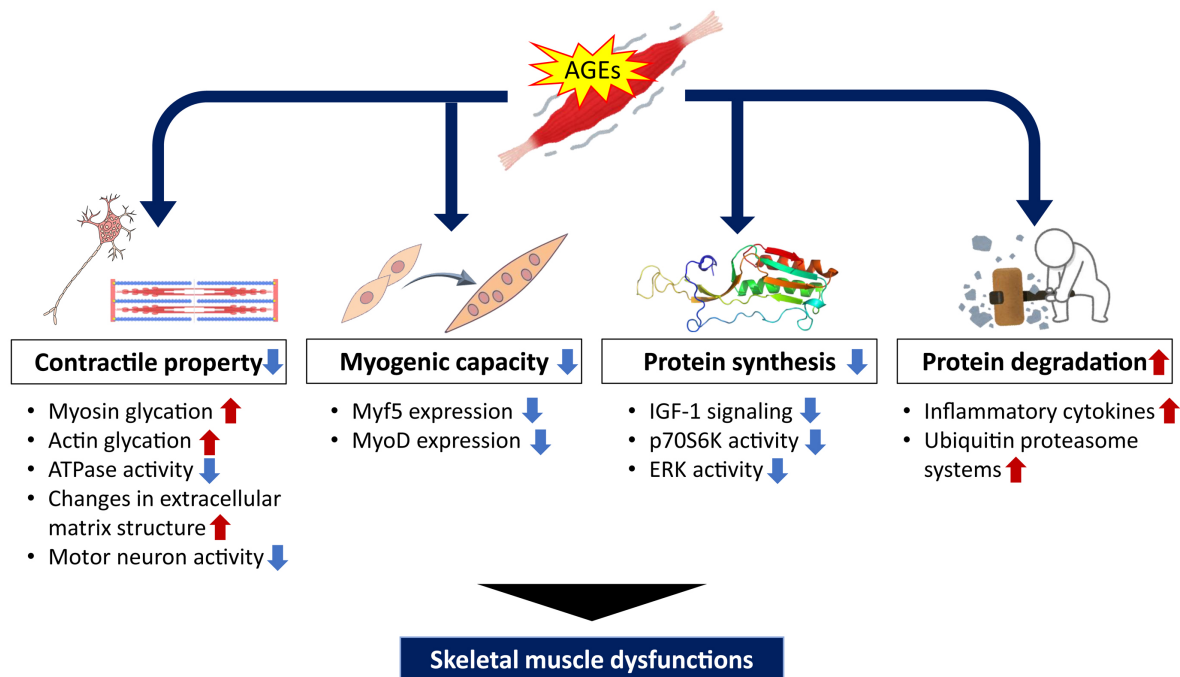 AGEs
Contractile property
• Myosin glycation
• Actin glycation
• ATPase activity
• Changes in extracellular
matrix structure
• Motor neuron activity
Myogenic capacity
• Myf5 expression
• MyoD expression
Protein synthesis
• IGF-1 signaling
• p70S6K activity
• ERK activity
Protein degradation
• Inflammatory cytokines
• Ubiquitin proteasome
systems
Skeletal muscle dysfunctions